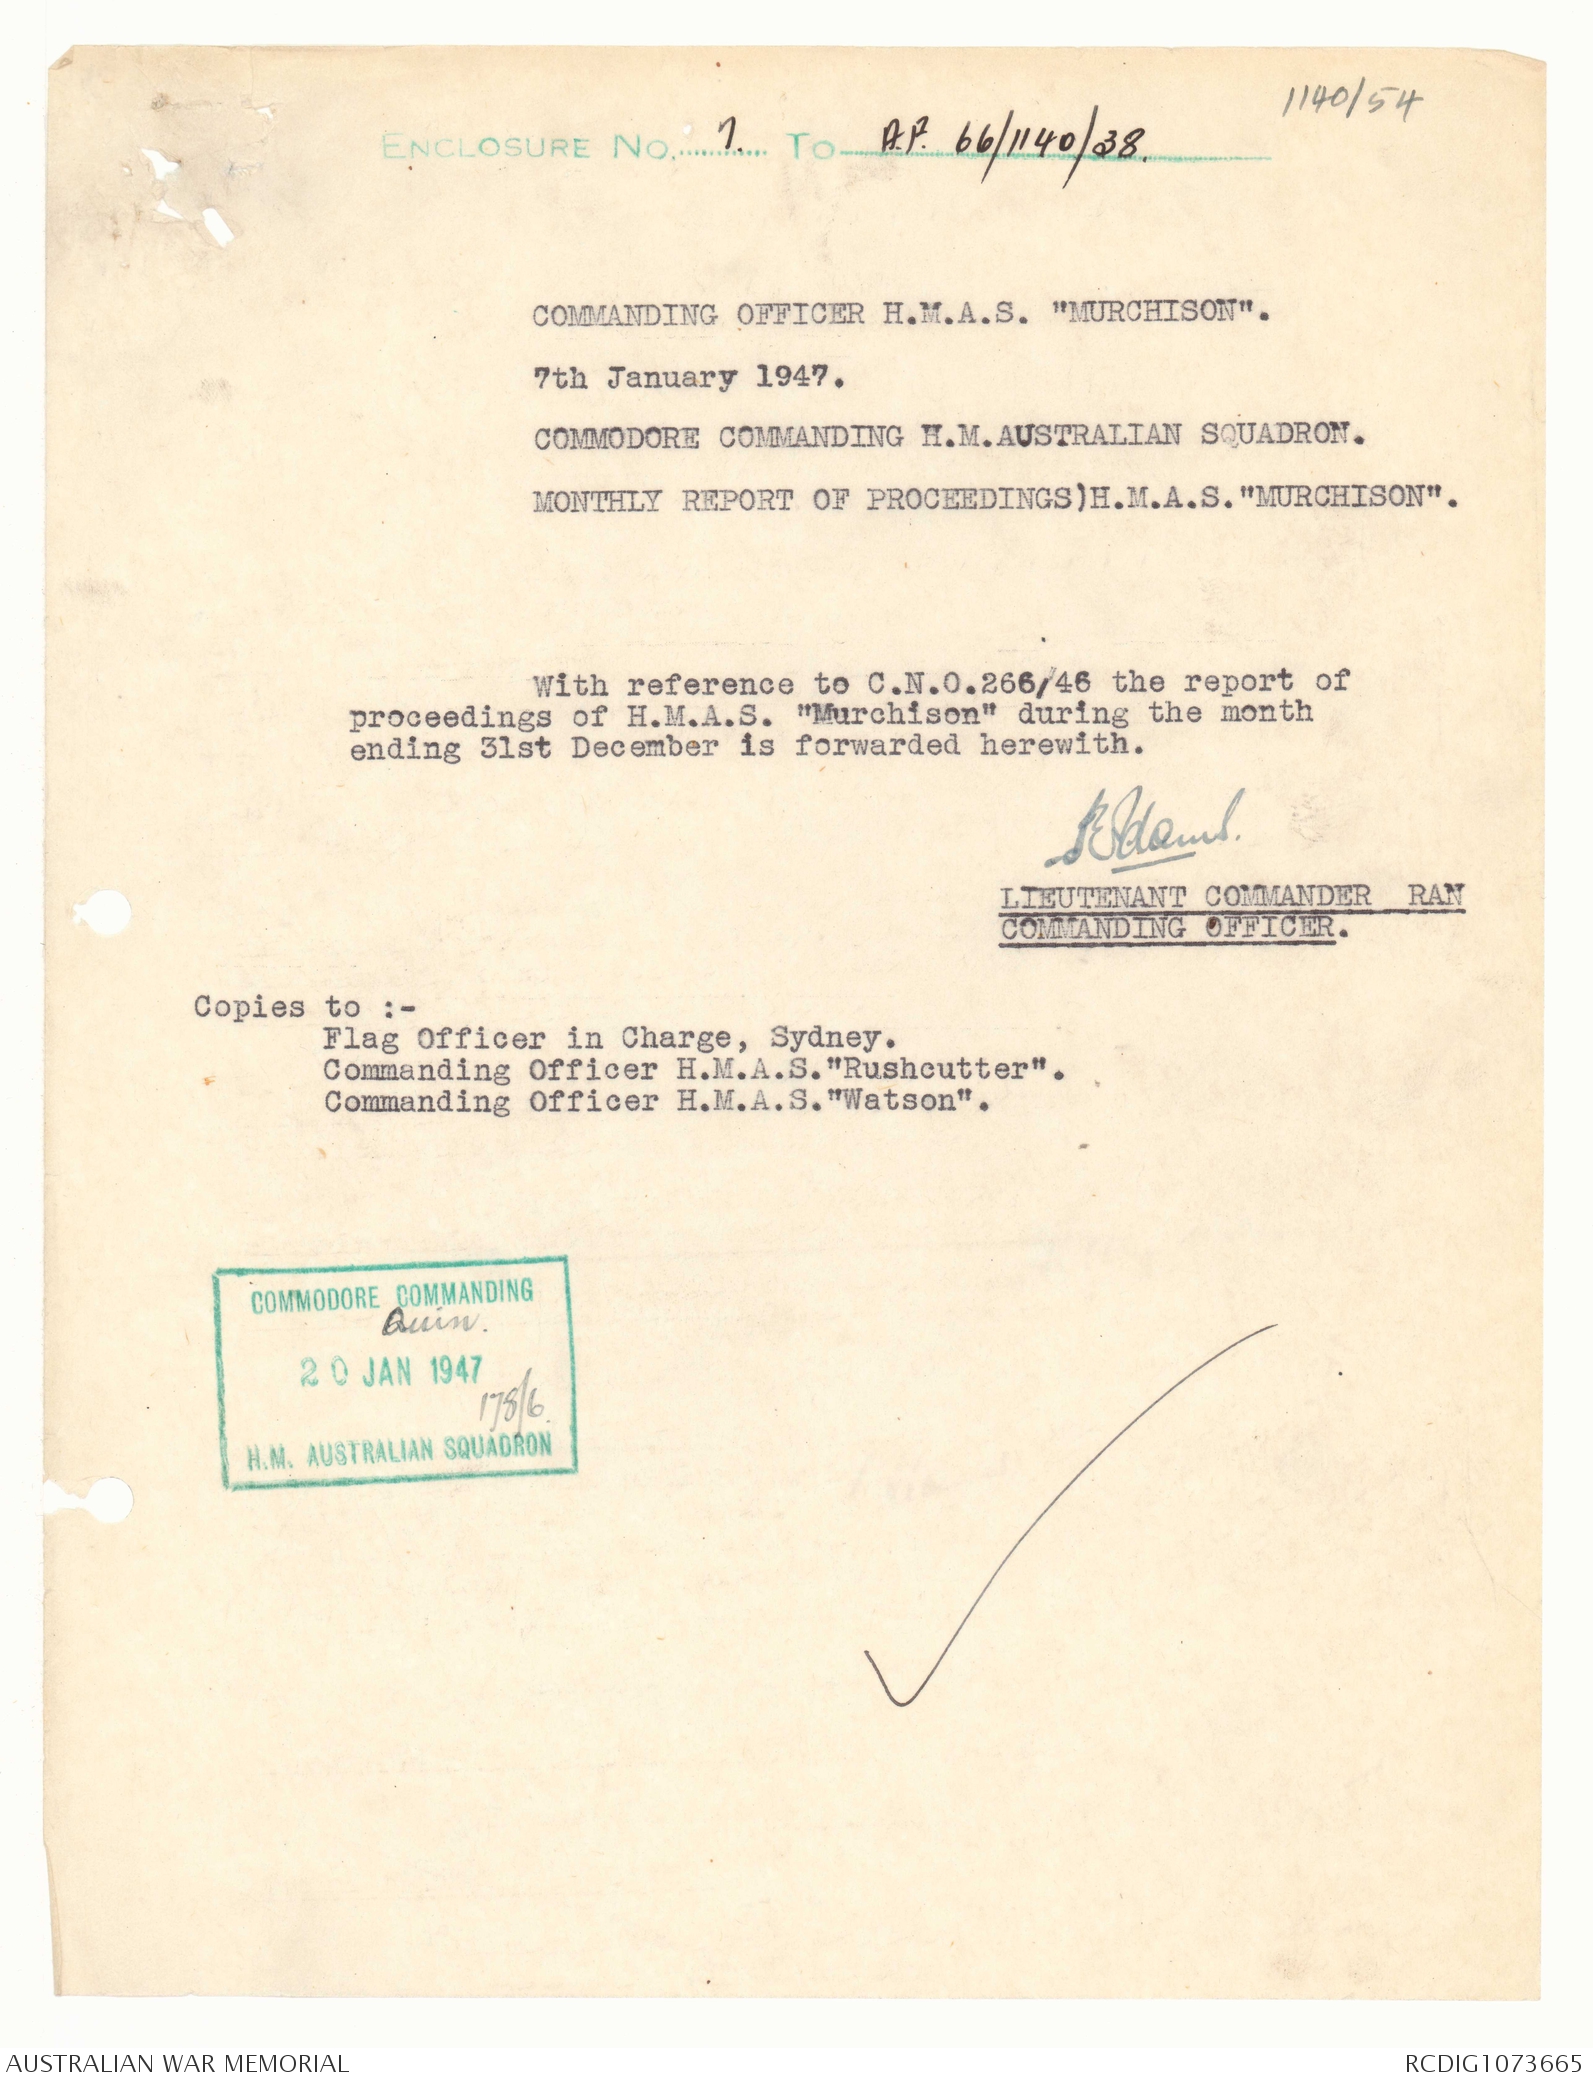 1140/54
ENCLOSURE No. 7. To A.F. 66/1140/38.
COMMANDING OFFICER H.M.A.S. "MURCHISON".
7th January 1947.
COMMODORE COMMANDING H.M.AUSTRALIAN SQUADRON.
MONTHLY REPORT OF PROCEEDINGS)H.M.A.S."MURCHISON".
With reference to C.N.O.266/46 the report of
proceedings of H.M.A.S. "Murchison" during the month
ending 31st December is forwarded herewith.
LIEUTENANT COMMANDER RAN
COMMANDING OFFICER.
Copies to :-
Flag Officer in Charge, Sydney.
Commanding Officer H.M.A.S."Rushcutter".
Commanding Officer H.M.A.S."Watson".
COMMODORE COMMANDING
20 JAN 1947
178/6.
H.M. AUSTRALIAN SQUADRON
AUSTRALIAN WAR MEMORIAL
RCDIG1073665